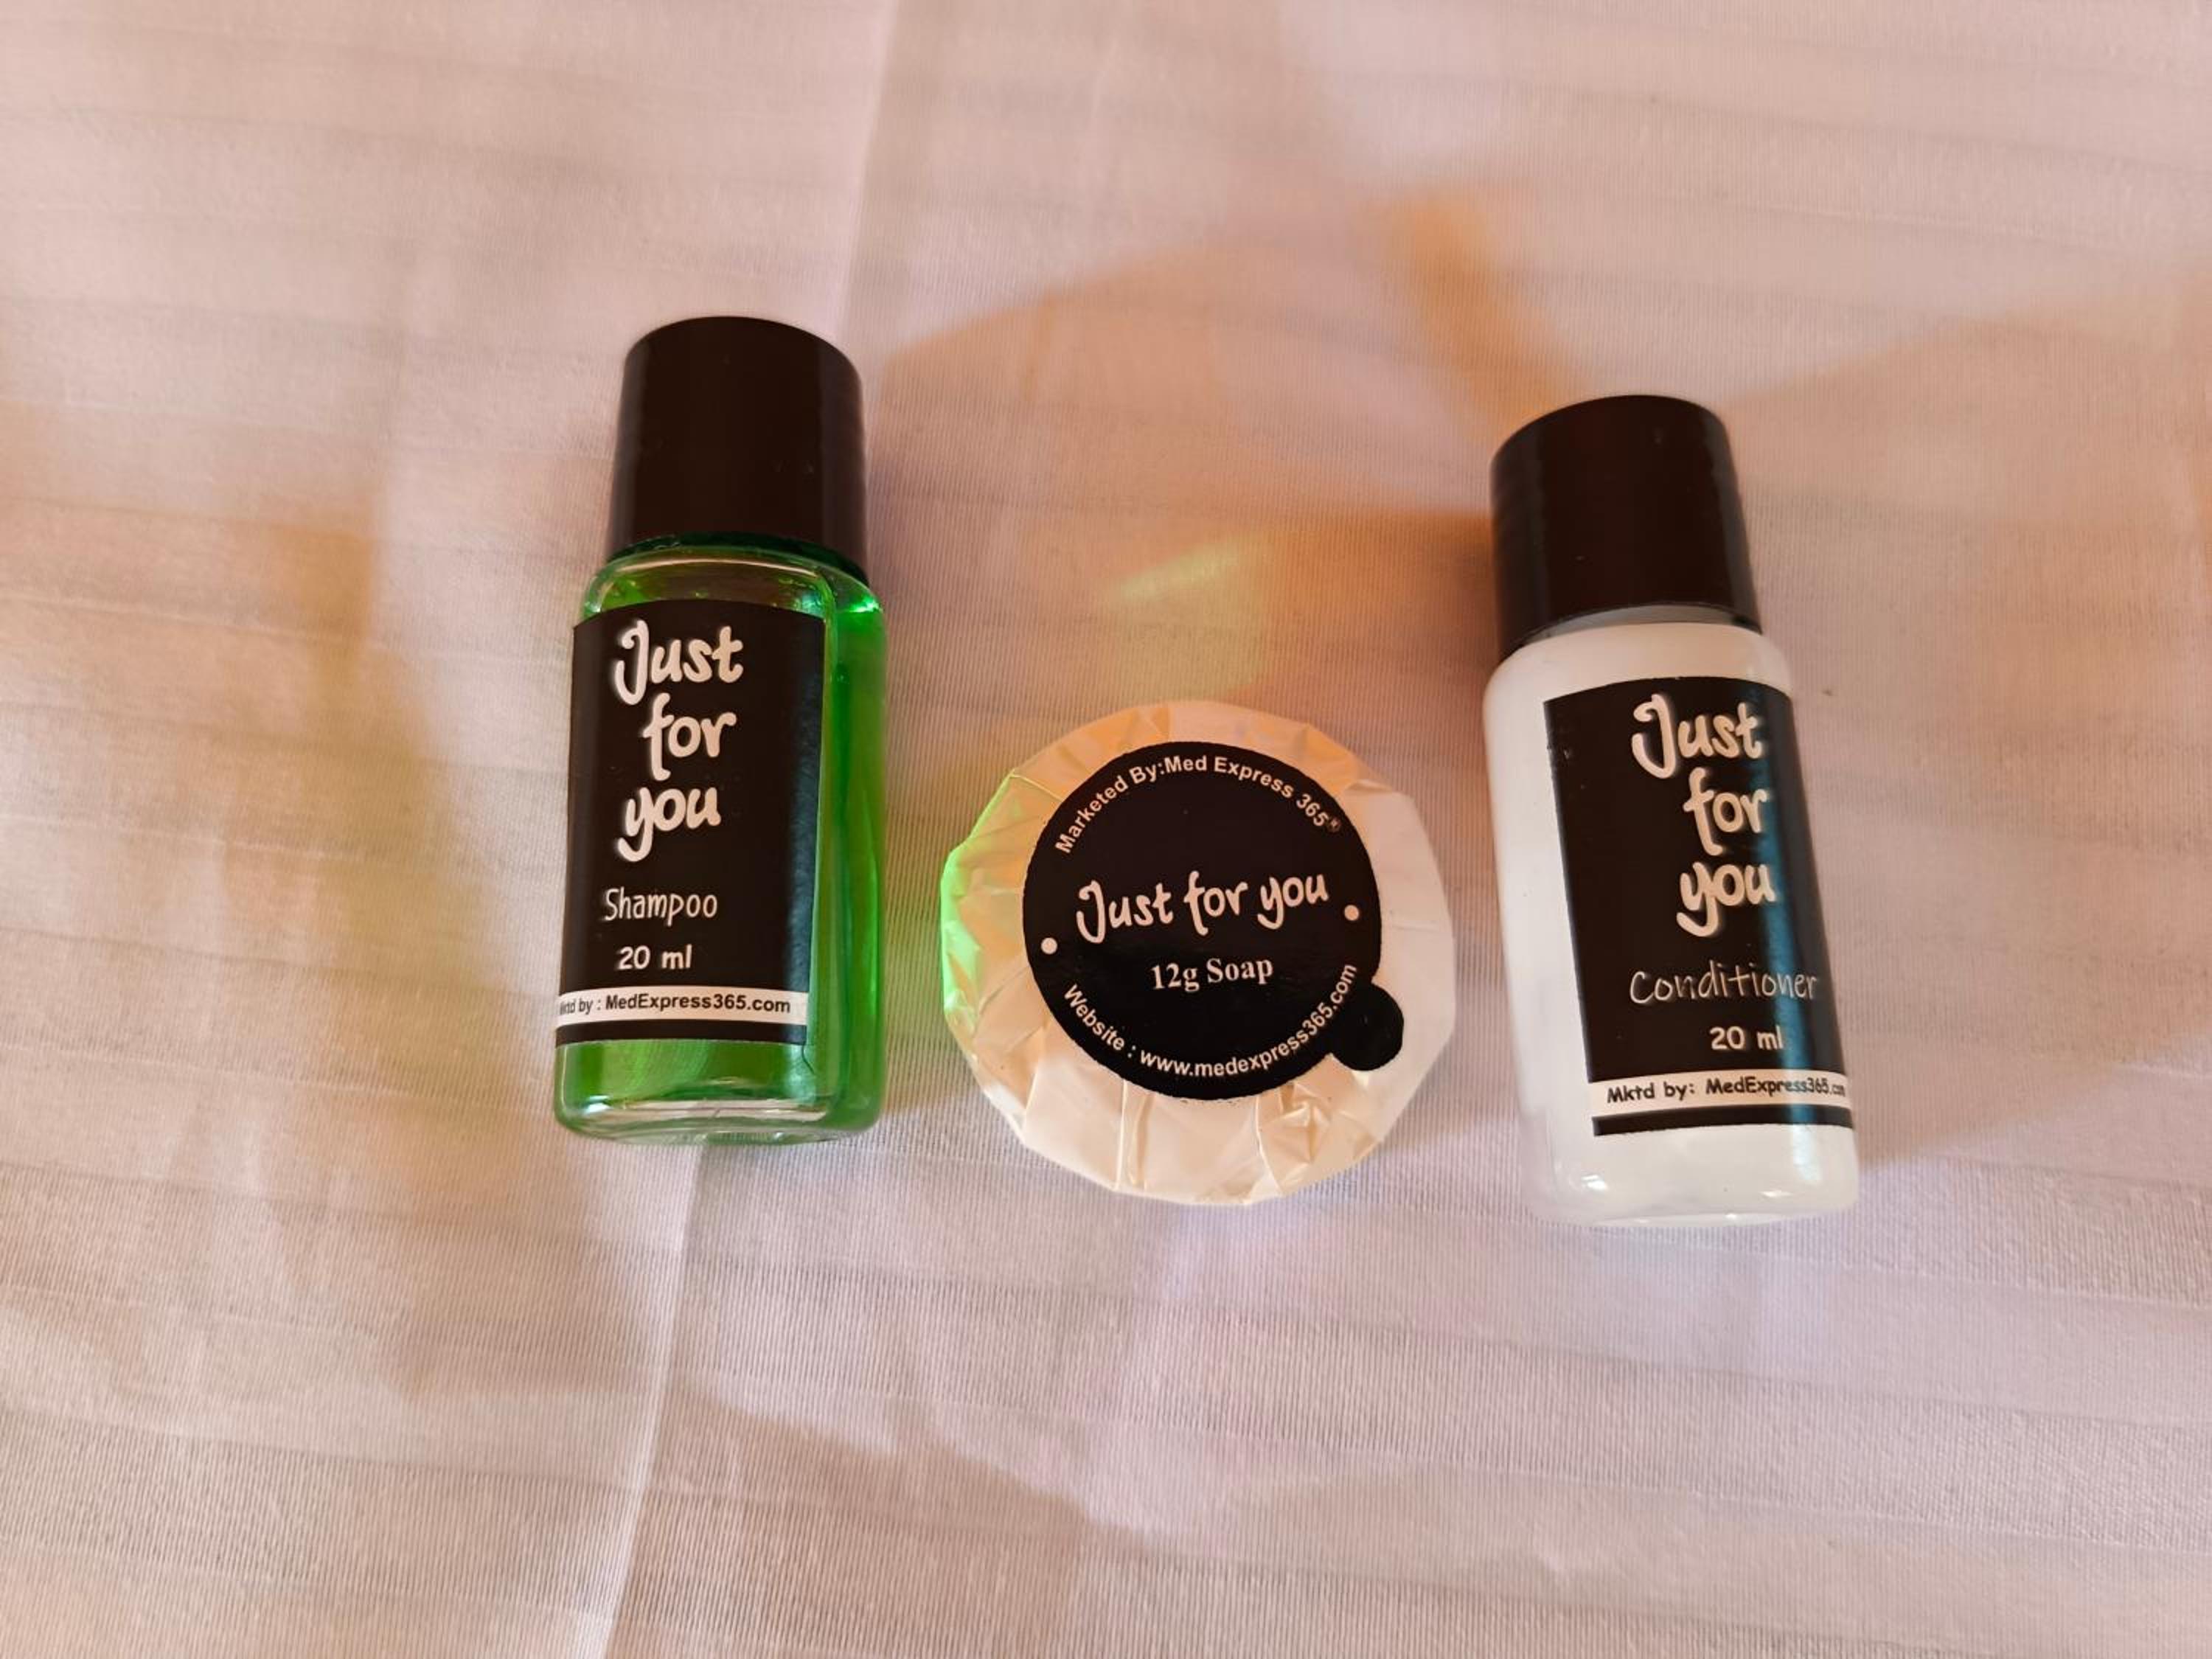 Just
for
you
Shampoo
20 ml
Mktd by : MedExpress365.com
Marketed By:Med Express 365®
Just for you
12g Soap
Website : www.medexpress365.com
Just
for
you
Conditioner
20 ml
Mktd by: MedExpress365.com